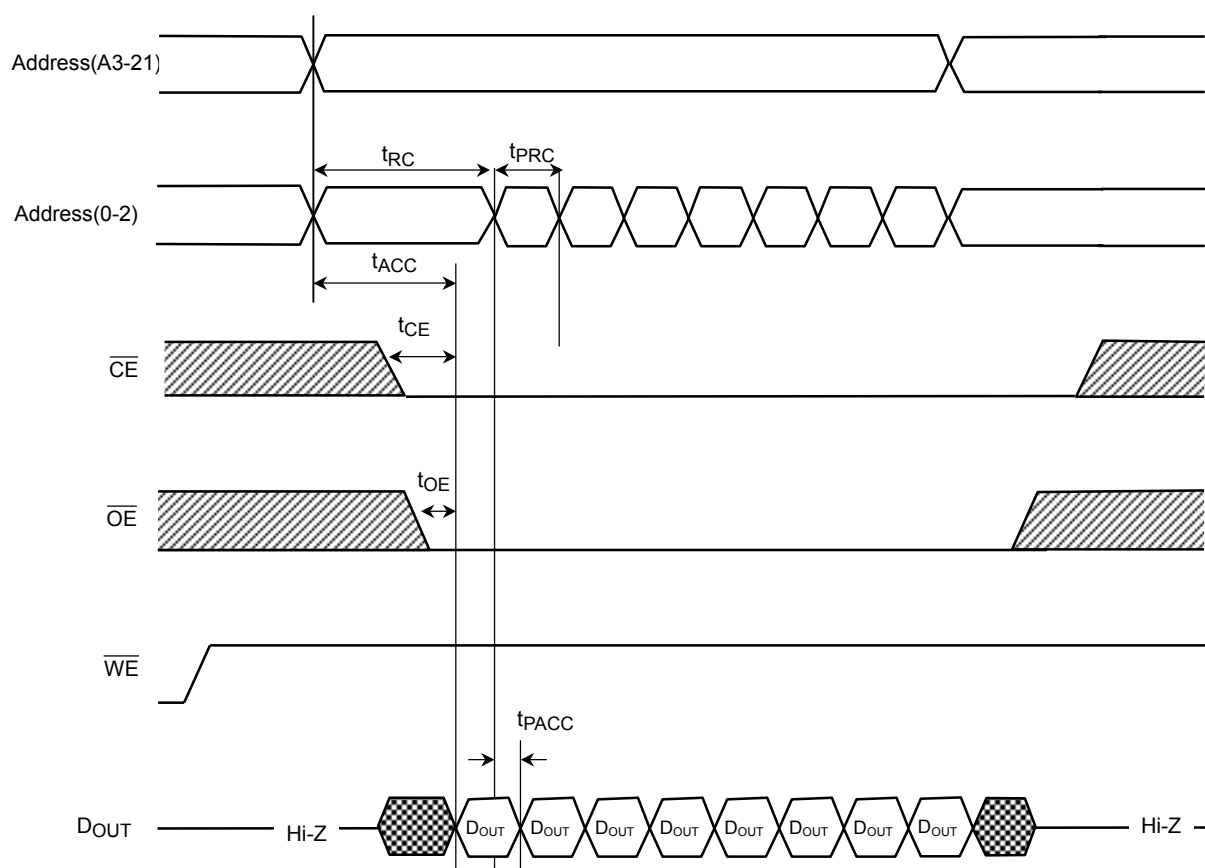 Address(A3-21)
tRC
tPRC
Address(0-2)
tACC
tCE
CE
tOE
OE
WE
tPACC
DOUT
Hi-Z
DOUT DOUT DOUT DOUT DOUT DOUT DOUT DOUT
Hi-Z